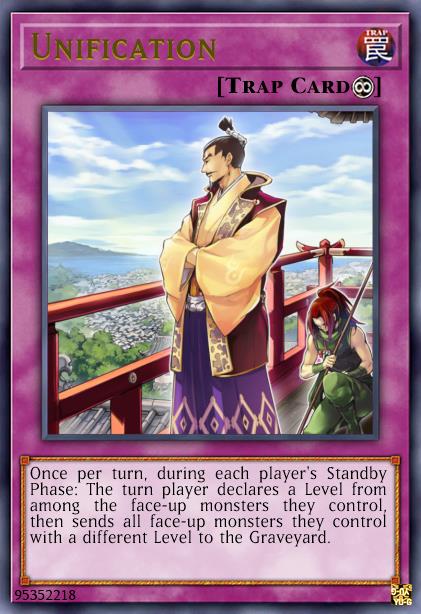 Unification
TRAP
罠
[Trap Card]
Once per turn, during each player's Standby
Phase: The turn player declares a Level from
among the face-up monsters they control,
then sends all face-up monsters they control
with a different Level to the Graveyard.
95352218